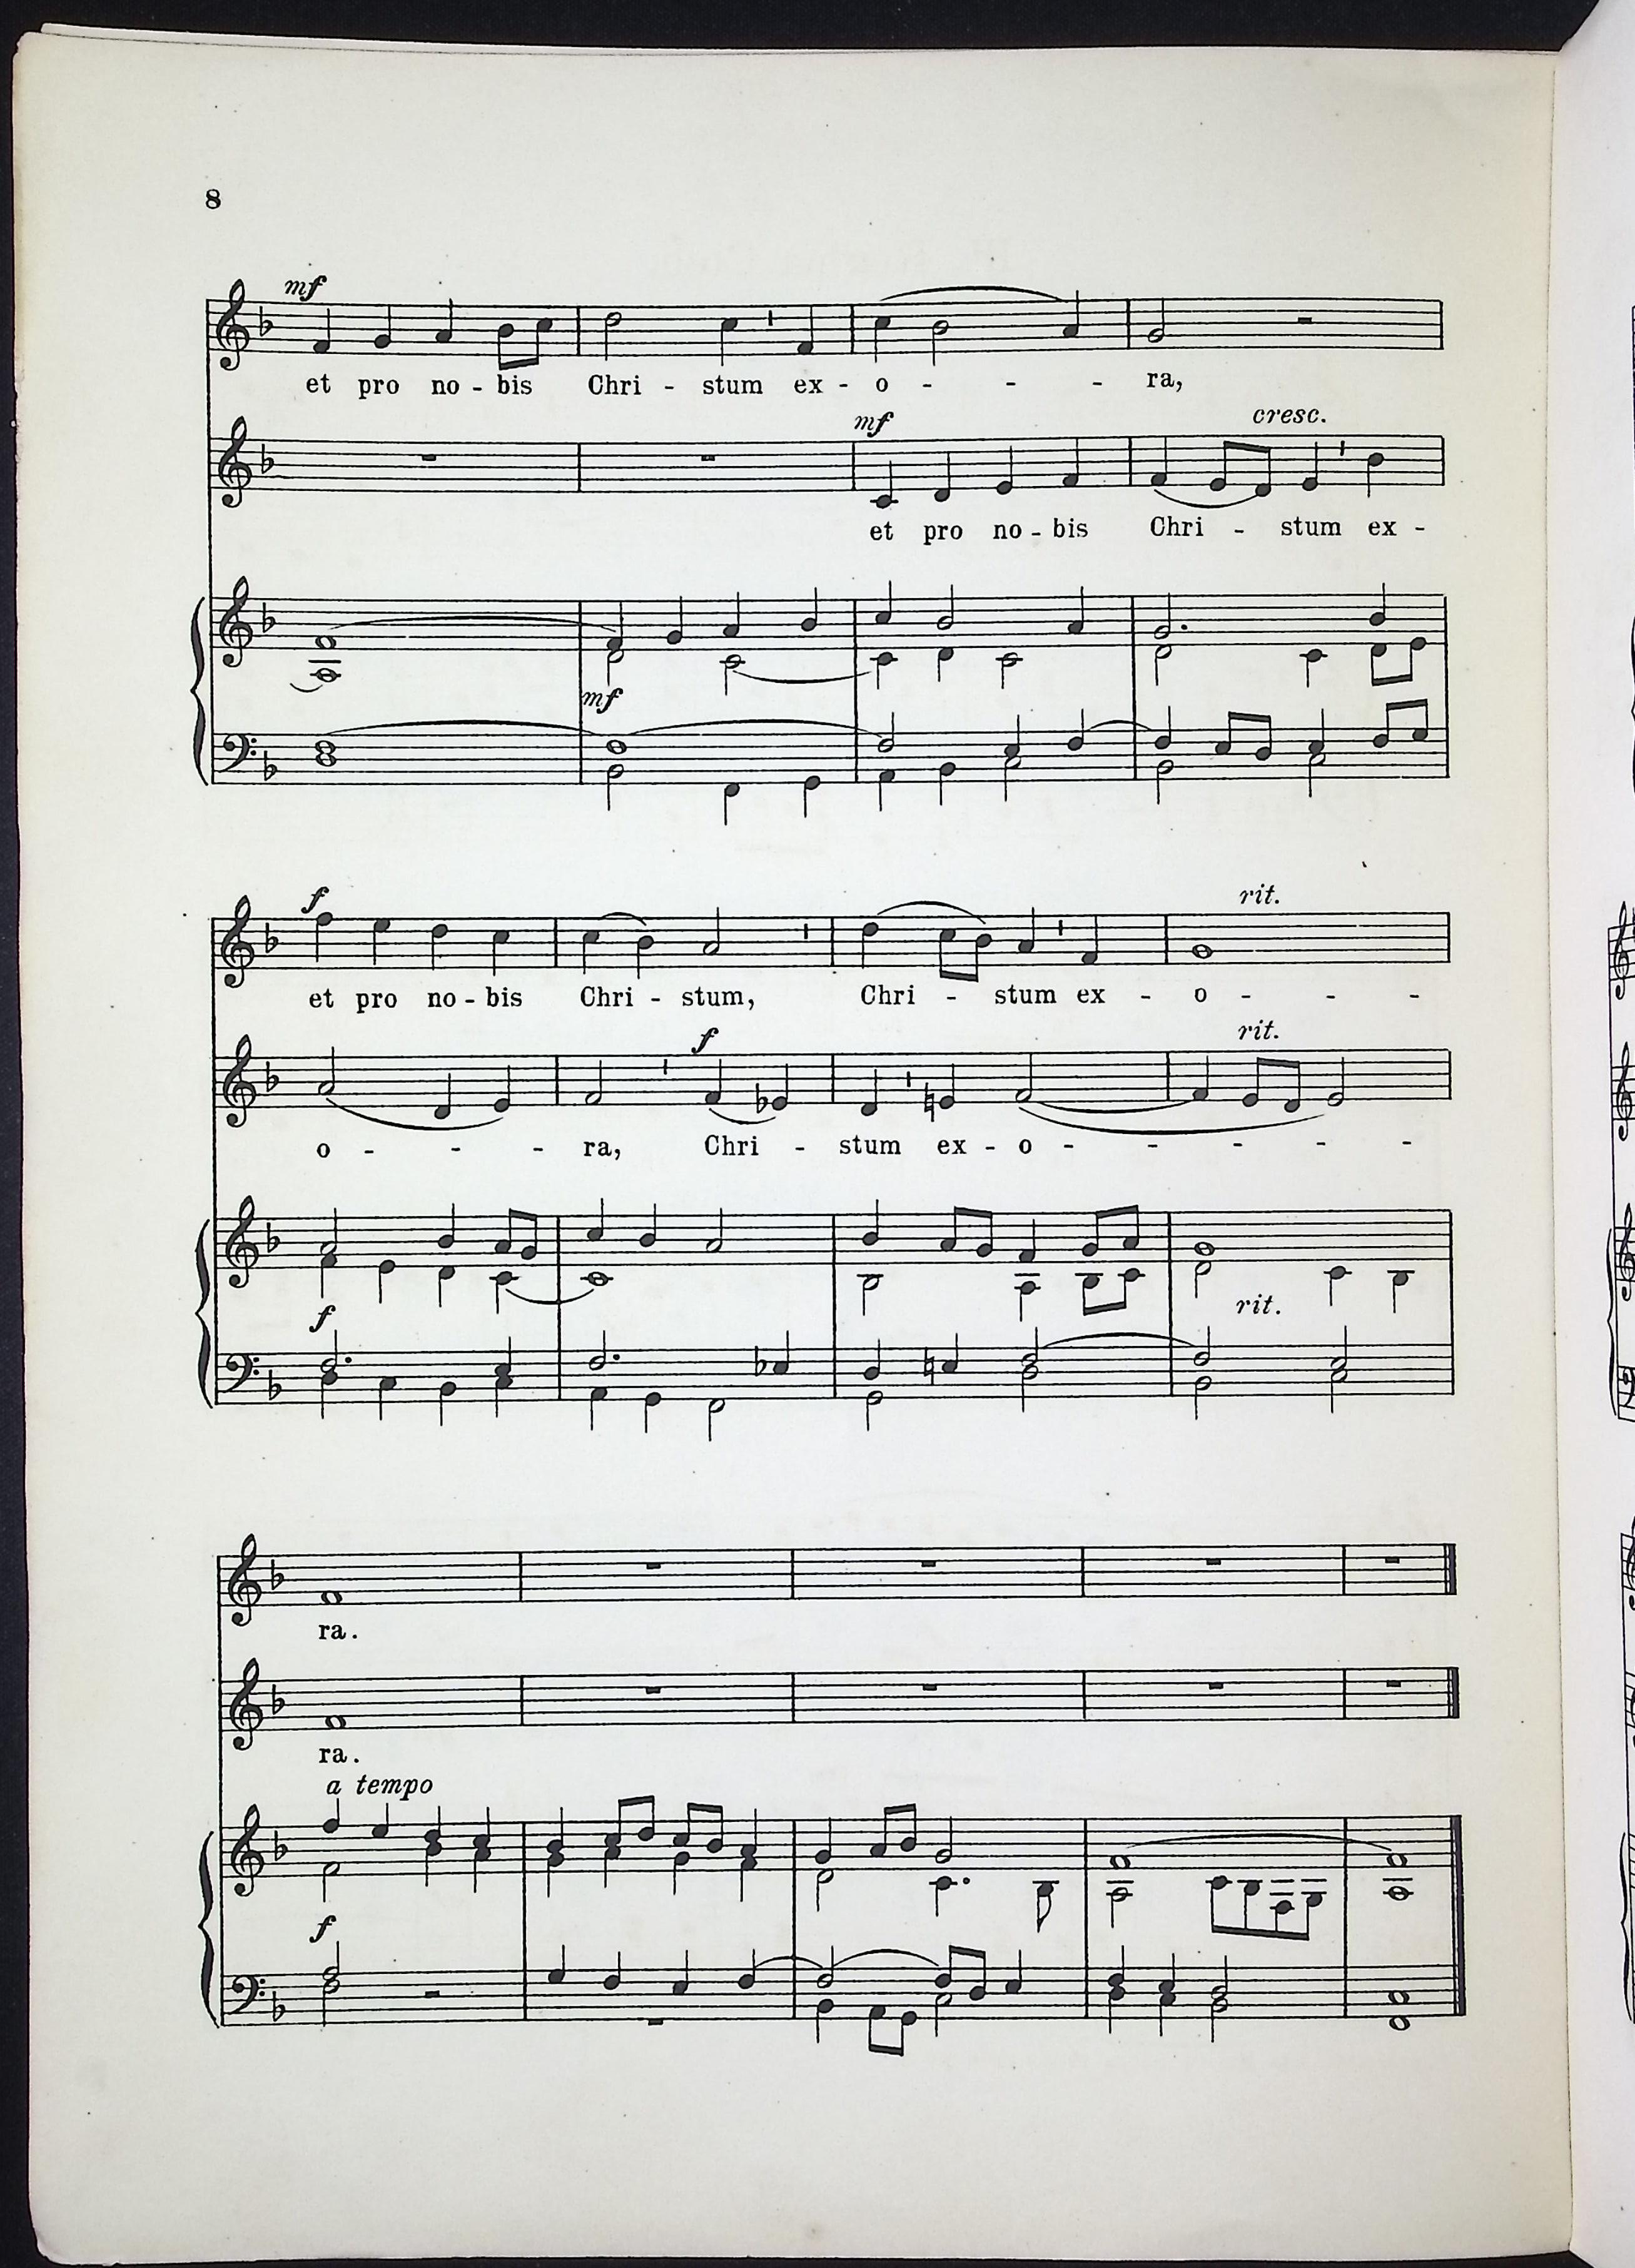 8
mf
et pro no - bis Chri - stum ex - o - - - ra,
mf cresc.
et pro no - bis Chri - stum ex -
mf
f rit.
et pro no - bis Chri - stum, Chri - stum ex - o - - -
f rit.
o - - - ra, Chri - stum ex - o - - - - -
f rit.
ra.
ra.
a tempo
f